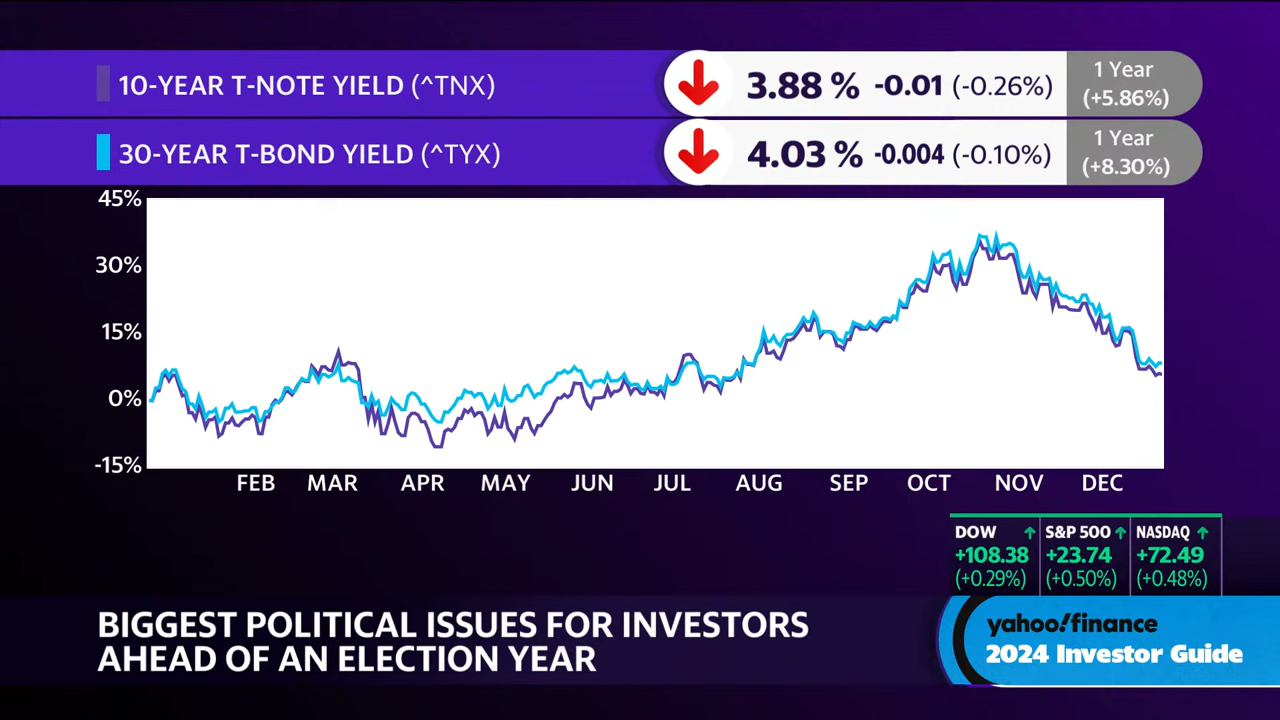 10-YEAR T-NOTE YIELD (^TNX) 3.88 % -0.01 (-0.26%) 1 Year (+5.86%)
30-YEAR T-BOND YIELD (^TYX) 4.03 % -0.004 (-0.10%) 1 Year (+8.30%)
45%
30%
15%
0%
-15%
FEB MAR APR MAY JUN JUL AUG SEP OCT NOV DEC
DOW S&P 500 NASDAQ
+108.38 +23.74 +72.49
(+0.29%) (+0.50%) (+0.48%)
BIGGEST POLITICAL ISSUES FOR INVESTORS
AHEAD OF AN ELECTION YEAR
yahoo!finance
2024 Investor Guide